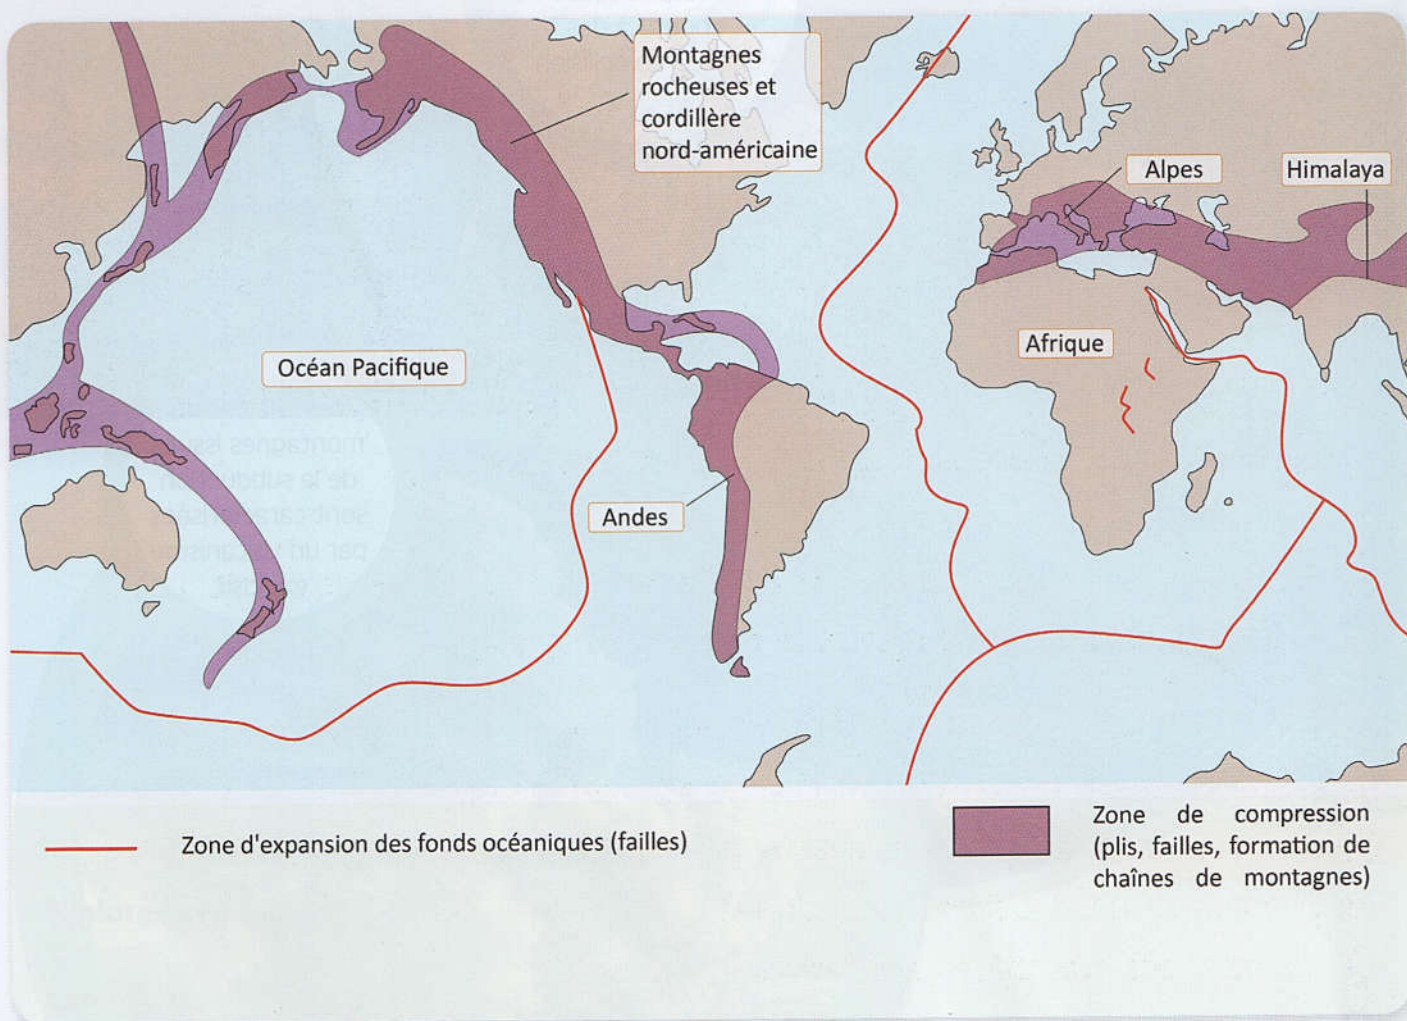 Montagnes
rocheuses et
cordillère
nord-américaine
Alpes
Himalaya
Océan Pacifique
Afrique
Andes
Zone d'expansion des fonds océaniques (failles)
Zone de compression
(plis, failles, formation de
chaînes de montagnes)